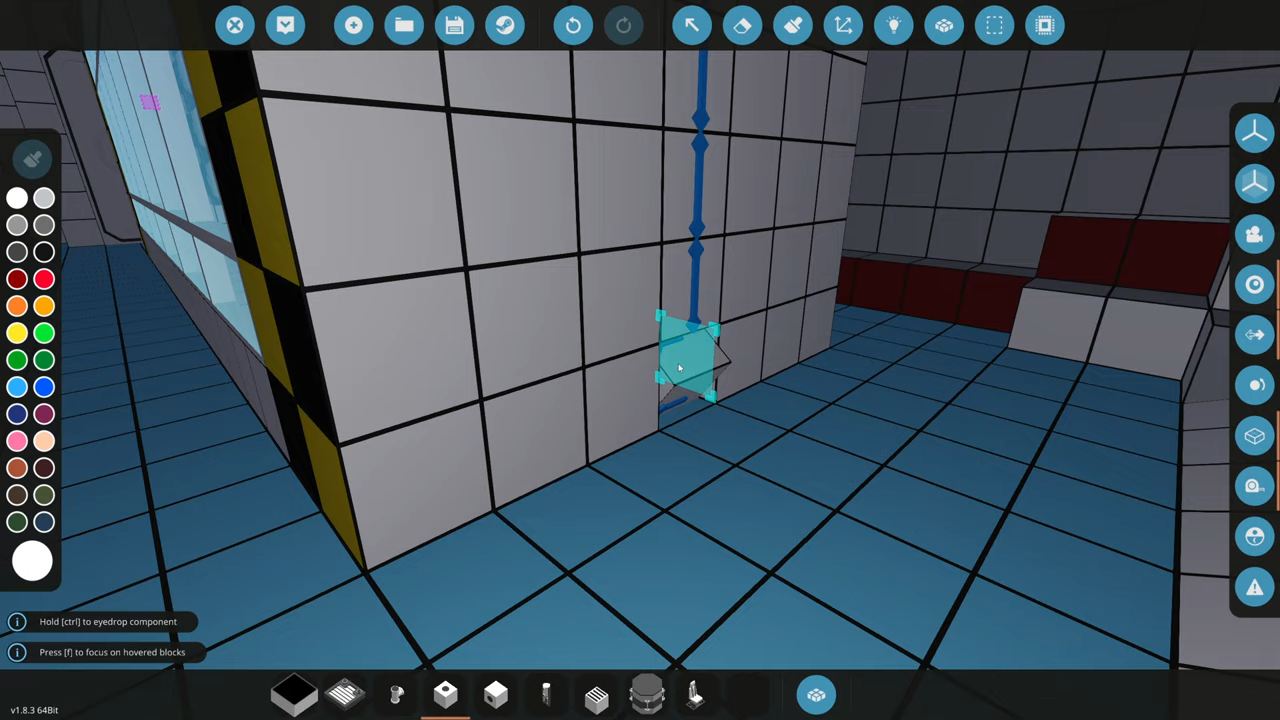 Hold [ctrl] to eyedrop component
Press [f] to focus on hovered blocks
v1.8.3 64Bit